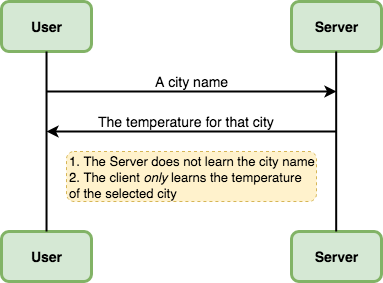 User
Server
A city name
The temperature for that city
1. The Server does not learn the city name
2. The client only learns the temperature
of the selected city
User
Server